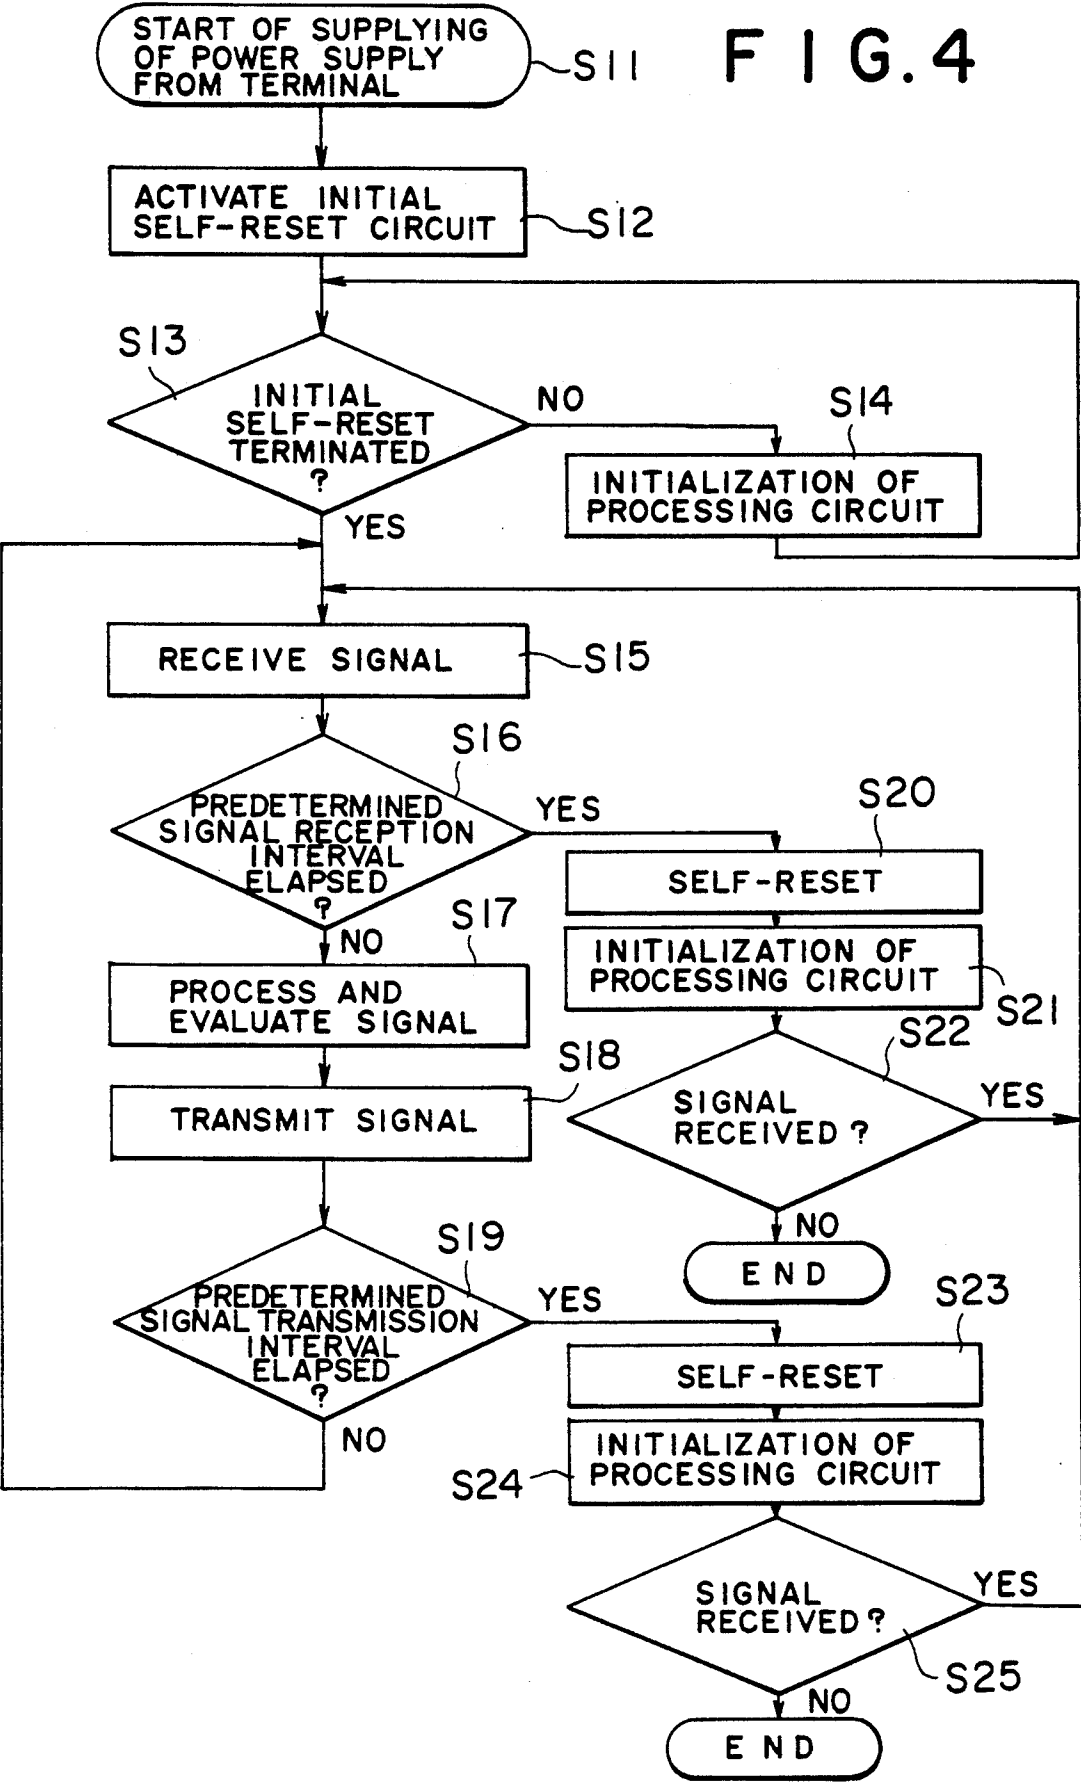 START OF SUPPLYING
OF POWER SUPPLY
FROM TERMINAL
S11
FIG.4
ACTIVATE INITIAL
SELF-RESET CIRCUIT
S12
S13
INITIAL
SELF-RESET
TERMINATED
?
NO
YES
S14
INITIALIZATION OF
PROCESSING CIRCUIT
RECEIVE SIGNAL
S15
S16
PREDETERMINED
SIGNAL RECEPTION
INTERVAL
ELAPSED
?
YES
NO
S20
SELF-RESET
S17
PROCESS AND
EVALUATE SIGNAL
INITIALIZATION OF
PROCESSING CIRCUIT
S21
S18
TRANSMIT SIGNAL
S22
SIGNAL
RECEIVED ?
YES
NO
END
S19
PREDETERMINED
SIGNAL TRANSMISSION
INTERVAL
ELAPSED
?
YES
NO
S23
SELF-RESET
S24
INITIALIZATION OF
PROCESSING CIRCUIT
SIGNAL
RECEIVED ?
YES
S25
NO
END